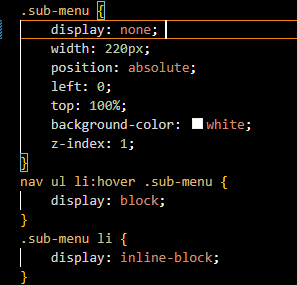 .sub-menu {
    display: none;
    width: 220px;
    position: absolute;
    left: 0;
    top: 100%;
    background-color: white;
    z-index: 1;
}
nav ul li:hover .sub-menu {
    display: block;
}
.sub-menu li {
    display: inline-block;
}